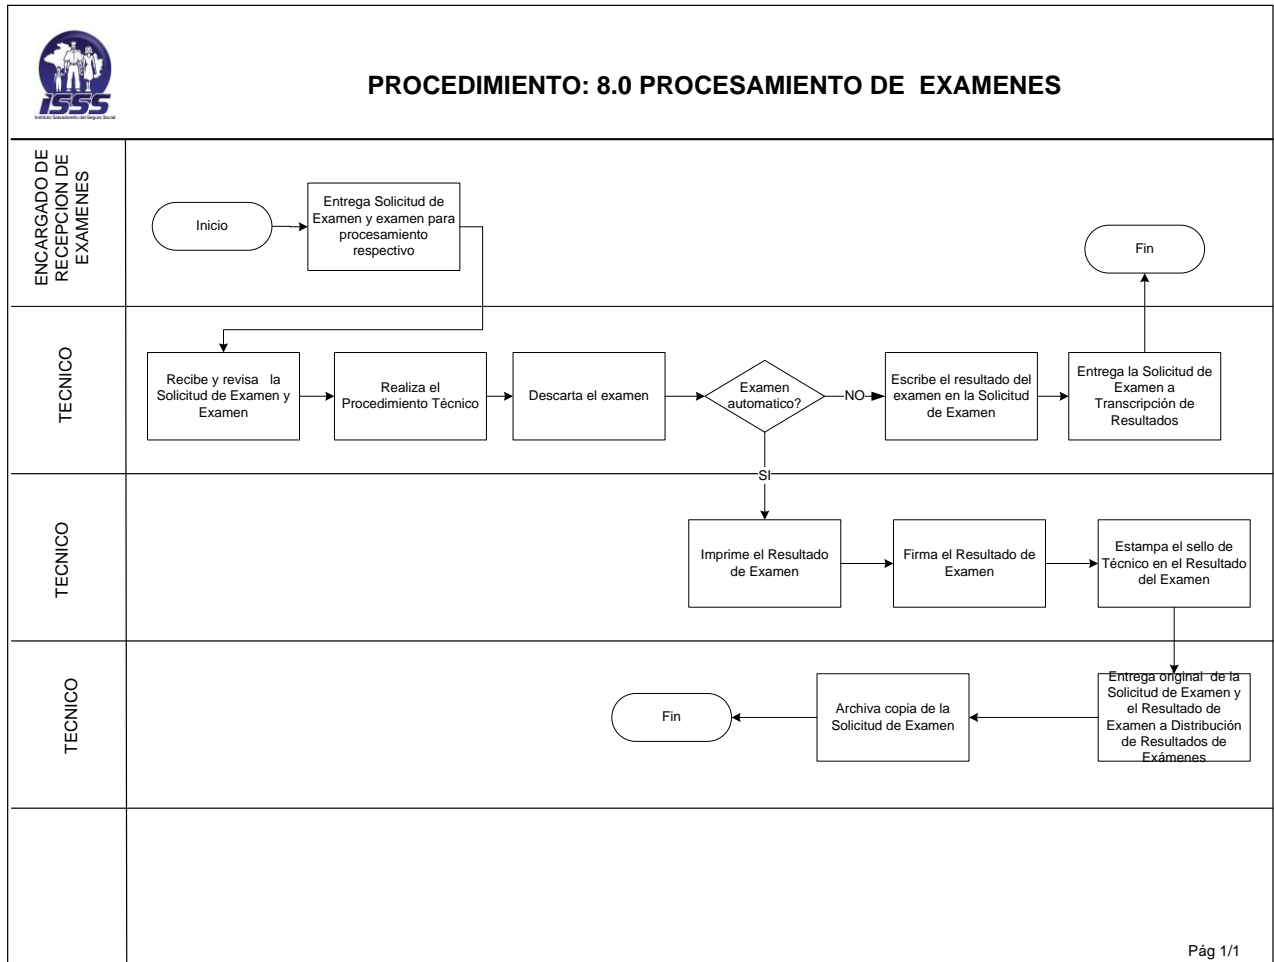 ISSS
Instituto Salvadoreño del Seguro Social
PROCEDIMIENTO: 8.0 PROCESAMIENTO DE EXAMENES
ENCARGADO DE
RECEPCION DE
EXAMENES
Inicio
Entrega Solicitud de
Examen y examen para
procesamiento
respectivo
Fin
TECNICO
Recibe y revisa la
Solicitud de Examen y
Examen
Realiza el
Procedimiento Técnico
Descarta el examen
Examen
automatico?
NO
Escribe el resultado del
examen en la Solicitud
de Examen
Entrega la Solicitud de
Examen a
Transcripción de
Resultados
SI
TECNICO
Imprime el Resultado
de Examen
Firma el Resultado de
Examen
Estampa el sello de
Técnico en el Resultado
del Examen
TECNICO
Fin
Archiva copia de la
Solicitud de Examen
Entrega original de la
Solicitud de Examen y
el Resultado de
Examen a Distribución
de Resultados de
Exámenes
Pág 1/1